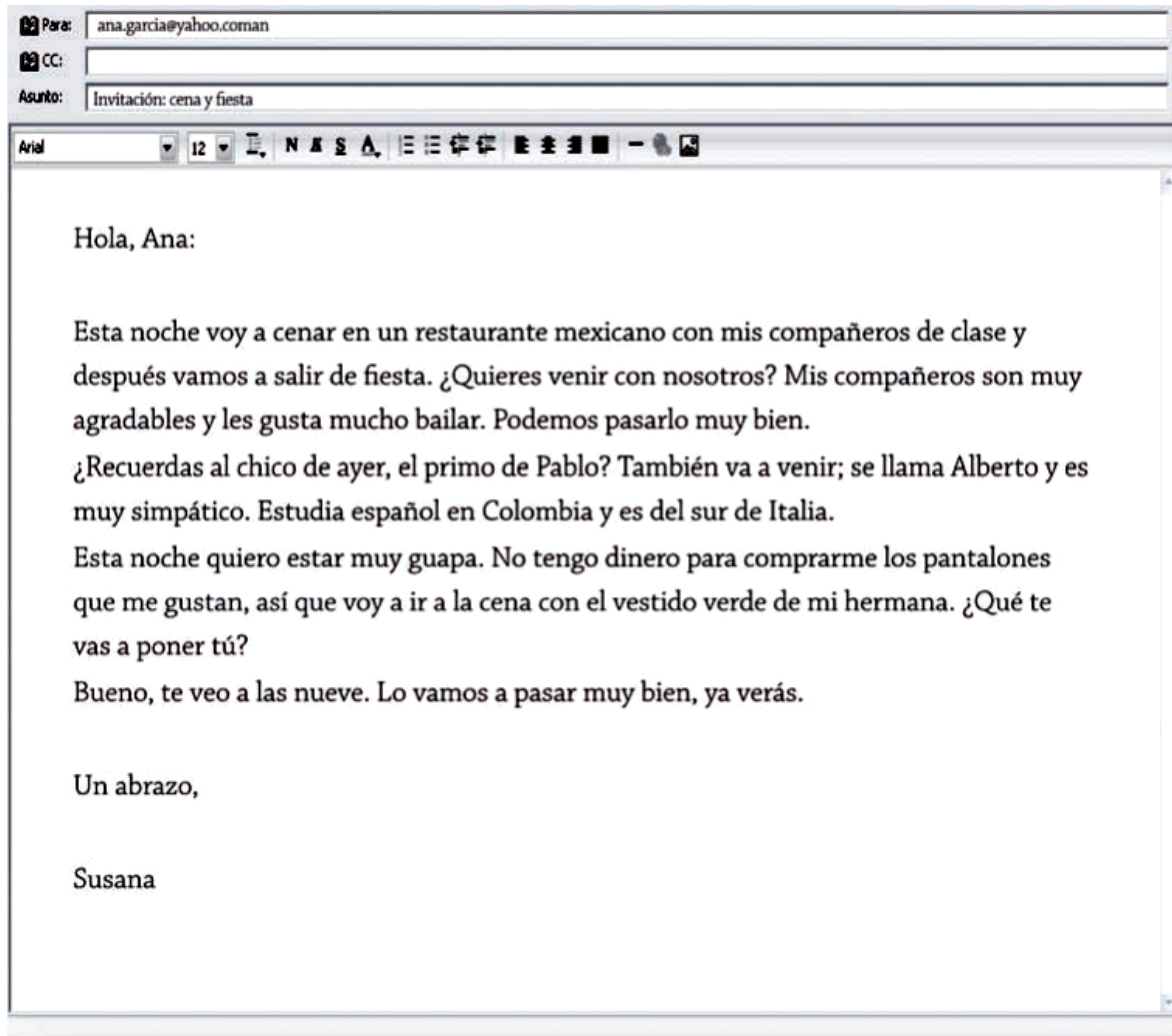 Para: ana.garcia@yahoo.coman
CC:
Asunto: Invitación: cena y fiesta
Arial 12 N K S A
Hola, Ana:
Esta noche voy a cenar en un restaurante mexicano con mis compañeros de clase y
después vamos a salir de fiesta. ¿Quieres venir con nosotros? Mis compañeros son muy
agradables y les gusta mucho bailar. Podemos pasarlo muy bien.
¿Recuerdas al chico de ayer, el primo de Pablo? También va a venir; se llama Alberto y es
muy simpático. Estudia español en Colombia y es del sur de Italia.
Esta noche quiero estar muy guapa. No tengo dinero para comprarme los pantalones
que me gustan, así que voy a ir a la cena con el vestido verde de mi hermana. ¿Qué te
vas a poner tú?
Bueno, te veo a las nueve. Lo vamos a pasar muy bien, ya verás.
Un abrazo,
Susana